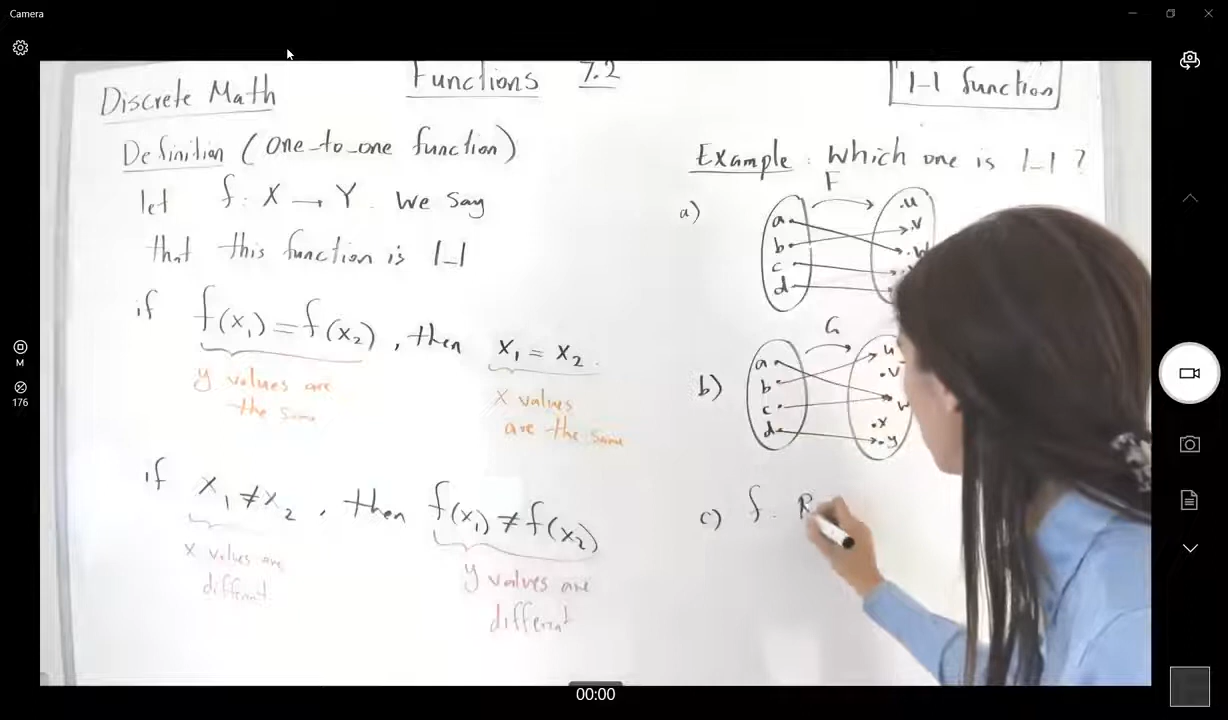 Camera
Discrete Math
Functions 7.2
1-1 function
Definition (One-to-one function)
let f: X → Y. We say
that this function is 1-1
if f(x₁) = f(x₂), then x₁ = x₂.
y values are
the same
x values
are the same
if x₁ ≠ x₂, then f(x₁) ≠ f(x₂)
x values are
different
y values are
different
Example: Which one is 1-1?
a)
F
a
b
c
d
.u
.v
.w
b)
G
a
b
c
d
u
.v
w
.x
.y
c) f: R
M
176
00:00